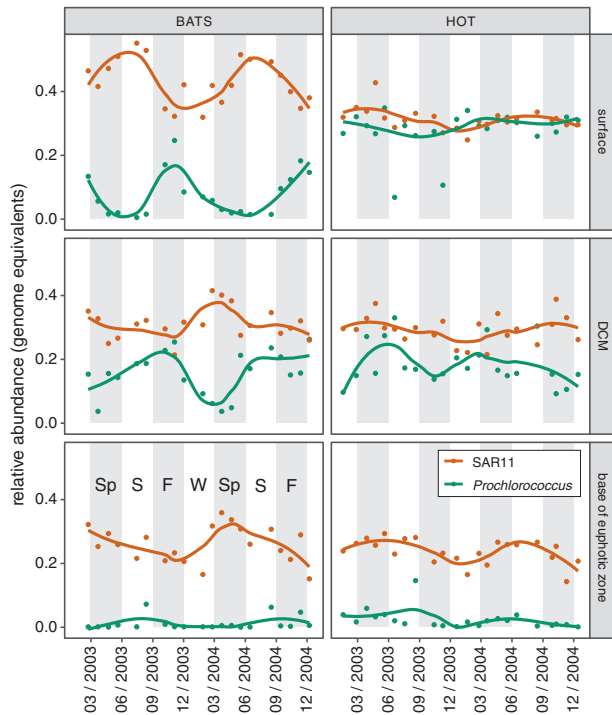 BATS
HOT
relative abundance (genome equivalents)
0.4
0.2
0.0
surface
0.4
0.2
0.0
DCM
0.4
0.2
0.0
Sp S F W Sp S F
SAR11
Prochlorococcus
base of euphotic zone
03 / 2003
06 / 2003
09 / 2003
12 / 2003
03 / 2004
06 / 2004
09 / 2004
12 / 2004
03 / 2003
06 / 2003
09 / 2003
12 / 2003
03 / 2004
06 / 2004
09 / 2004
12 / 2004